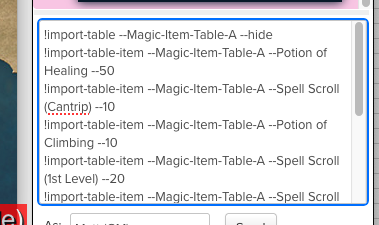 !import-table --Magic-Item-Table-A --hide
!import-table-item --Magic-Item-Table-A --Potion of
Healing --50
!import-table-item --Magic-Item-Table-A --Spell Scroll
(Cantrip) --10
!import-table-item --Magic-Item-Table-A --Potion of
Climbing --10
!import-table-item --Magic-Item-Table-A --Spell Scroll
(1st Level) --20
!import-table-item --Magic-Item-Table-A --Spell Scroll
e)
As: